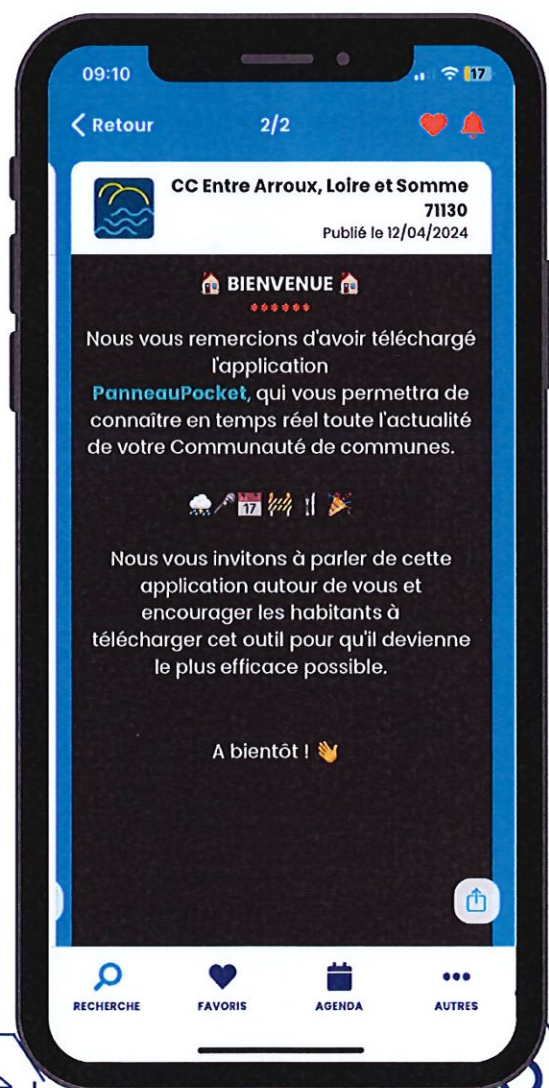 09:10
17
Retour
2/2
CC Entre Arroux, Loire et Somme
71130
Publié le 12/04/2024
🏠 BIENVENUE 🏠
Nous vous remercions d'avoir téléchargé
l'application
PanneauPocket, qui vous permettra de
connaître en temps réel toute l'actualité
de votre Communauté de communes.
17
Nous vous invitons à parler de cette
application autour de vous et
encourager les habitants à
télécharger cet outil pour qu'il devienne
le plus efficace possible.
A bientôt ! 👋
RECHERCHE
FAVORIS
AGENDA
AUTRES